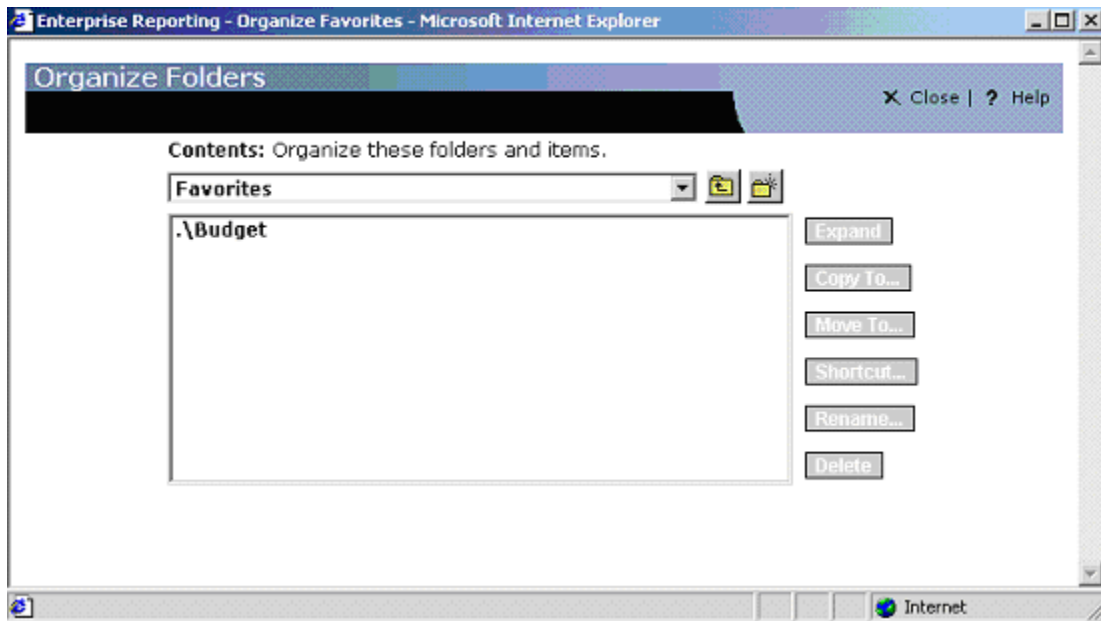 Enterprise Reporting - Organize Favorites - Microsoft Internet Explorer
Organize Folders
X Close | ? Help
Contents: Organize these folders and items.
Favorites
.\Budget
Expand
Copy To...
Move To...
Shortcut...
Rename...
Delete
Internet